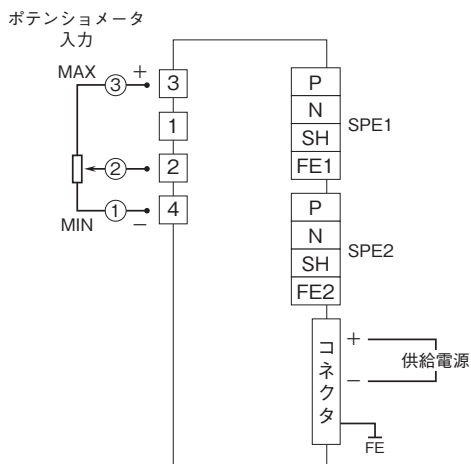 ポテンショメータ
入力
MAX ③ +
②
MIN ① −
3
1
2
4
P
N
SH
FE1
SPE1
P
N
SH
FE2
SPE2
コネクタ
+
−
供給電源
FE